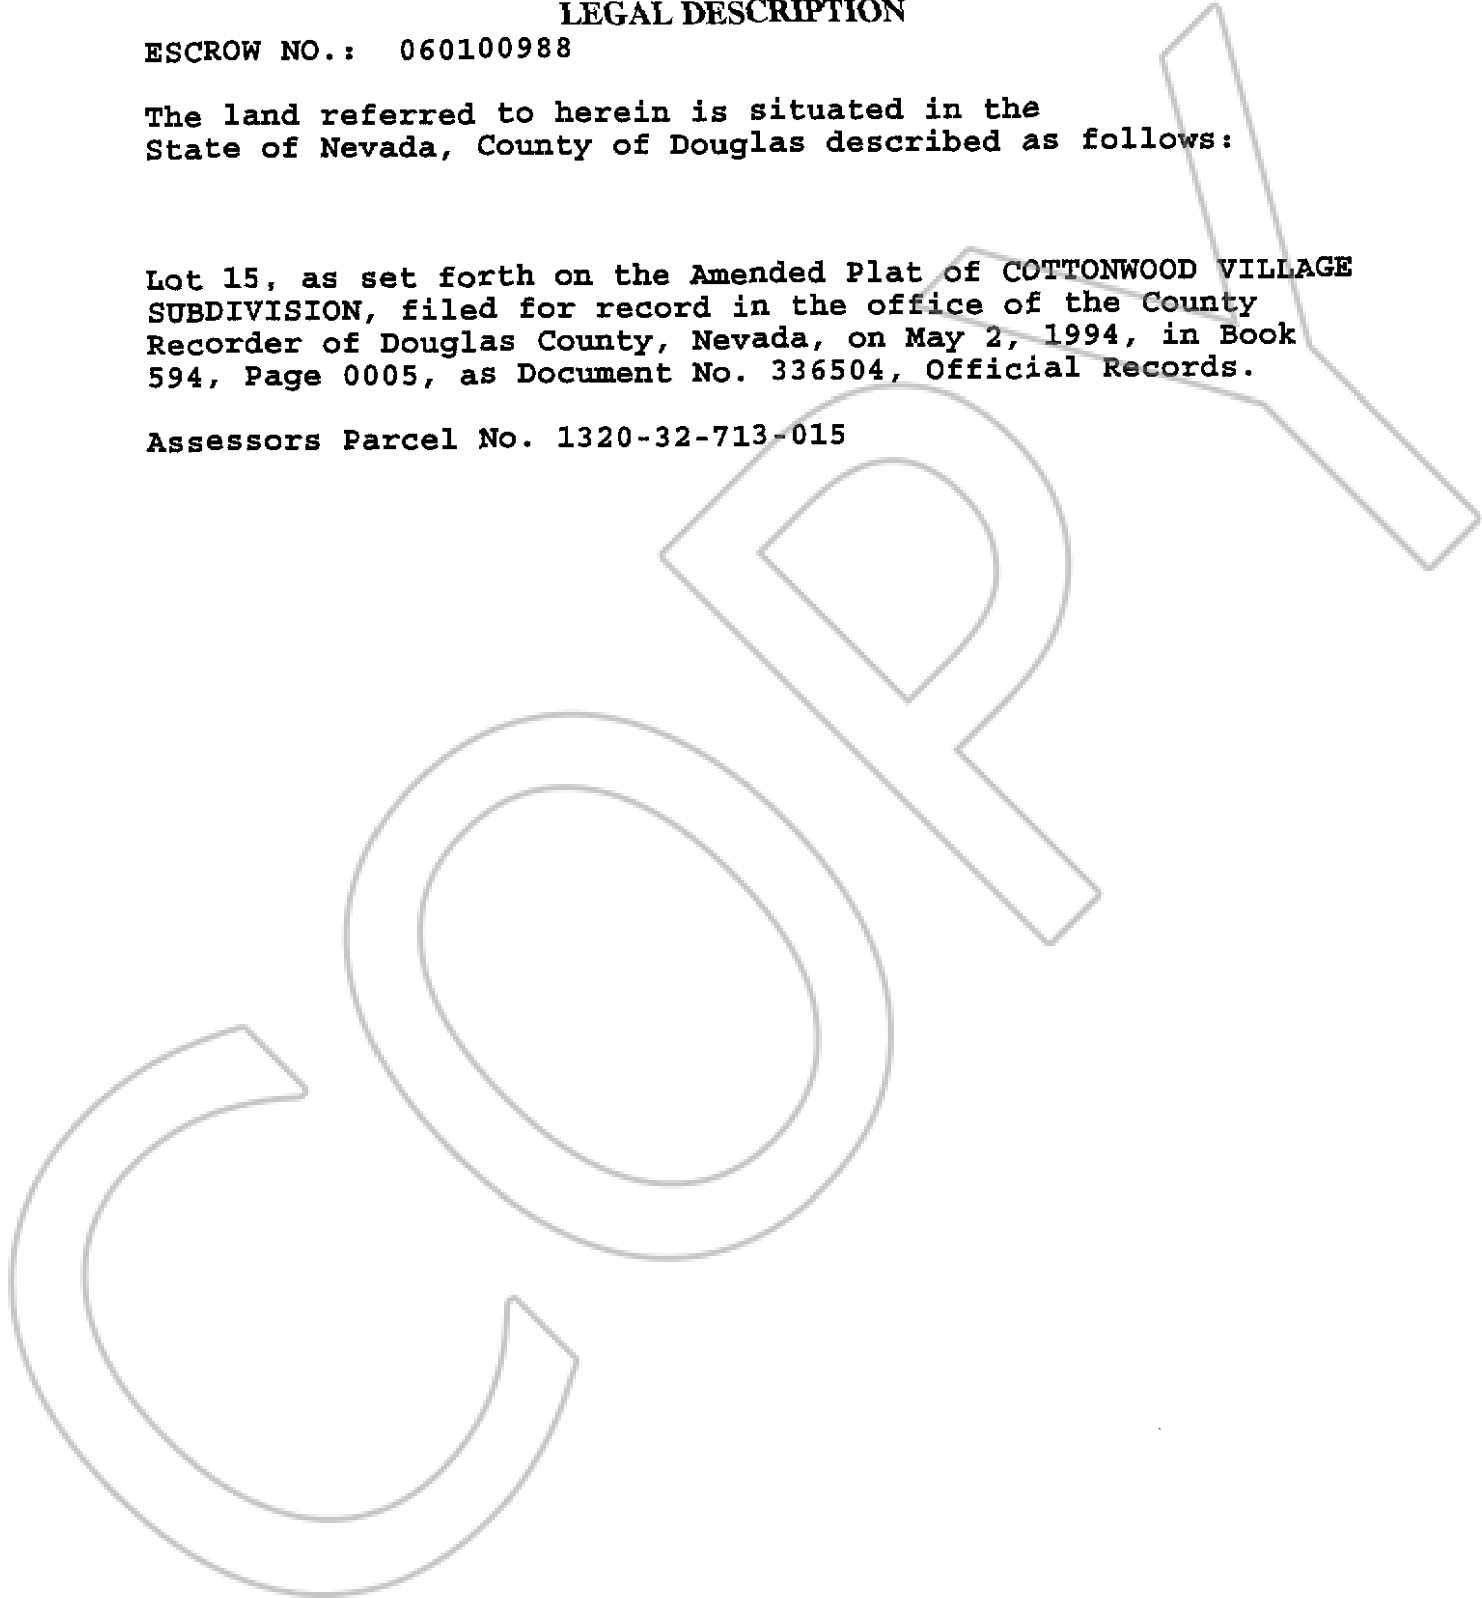 LEGAL DESCRIPTION
ESCROW NO.: 060100988
The land referred to herein is situated in the
State of Nevada, County of Douglas described as follows:
Lot 15, as set forth on the Amended Plat of COTTONWOOD VILLAGE
SUBDIVISION, filed for record in the office of the County
Recorder of Douglas County, Nevada, on May 2, 1994, in Book
594, Page 0005, as Document No. 336504, Official Records.
Assessors Parcel No. 1320-32-713-015
COPY